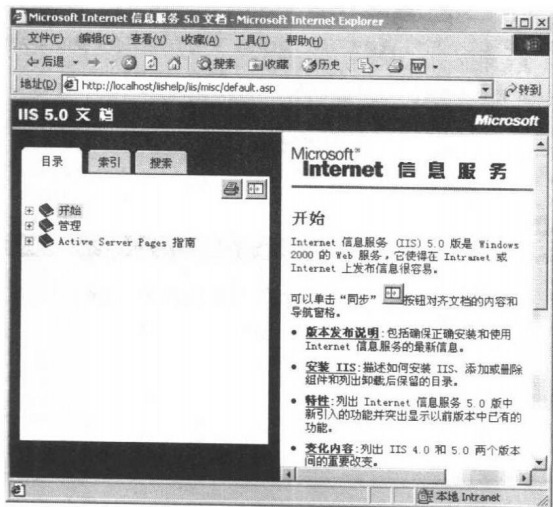 Microsoft Internet 信息服务 5.0 文档 - Microsoft Internet Explorer
文件(F) 编辑(E) 查看(V) 收藏(A) 工具(T) 帮助(H)
后退 搜索 收藏 历史
地址(D) http://localhost/iishelp/iis/misc/default.asp 转到
IIS 5.0 文档 Microsoft
目录 索引 搜索
开始
管理
Active Server Pages 指南
Microsoft
Internet 信息服务
开始
Internet 信息服务 (IIS) 5.0 版是 Windows
2000 的 Web 服务，它使得在 Intranet 或
Internet 上发布信息很容易。
可以单击“同步” 按钮对齐文档的内容和
导航窗格。
• 版本发布说明:包括确保正确安装和使用
Internet 信息服务的最新信息。
• 安装 IIS:描述如何安装 IIS、添加或删除
组件和列出卸载后保留的目录。
• 特性:列出 Internet 信息服务 5.0 版中
新引入的功能并突出显示以前版本中已有的
功能。
• 变化内容:列出 IIS 4.0 和 5.0 两个版本
间的重要改变。
本地 Intranet